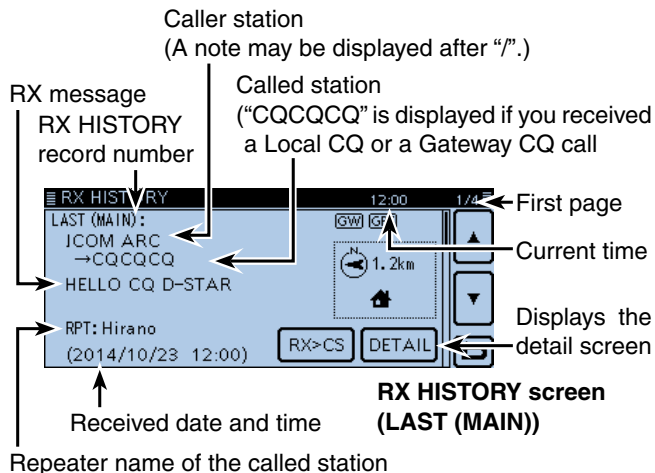 Caller station
(A note may be displayed after “/”.)
Called station
(“CQCQCQ” is displayed if you received
a Local CQ or a Gateway CQ call
RX message
RX HISTORY
record number
RX HISTORY 12:00 1/4
First page
LAST (MAIN): GW
ICOM ARC
Current time
→CQCQCQ
N
1.2km
HELLO CQ D-STAR
Displays the
detail screen
RPT:Hirano
(2014/10/23 12:00) RX>CS DETAIL
RX HISTORY screen
(LAST (MAIN))
Received date and time
Repeater name of the called station